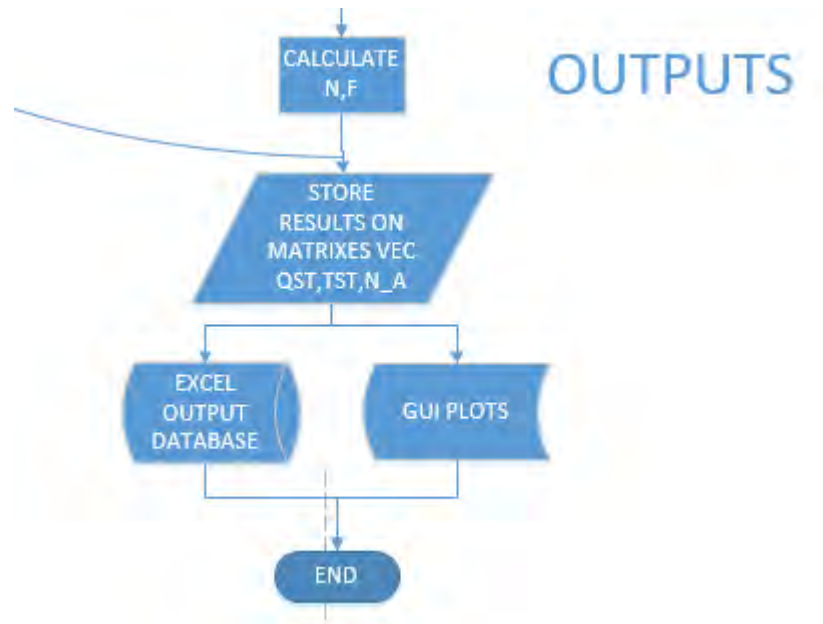 CALCULATE
N,F
OUTPUTS
STORE
RESULTS ON
MATRIXES VEC
QST,TST,N_A
EXCEL
OUTPUT
DATABASE
GUI PLOTS
END